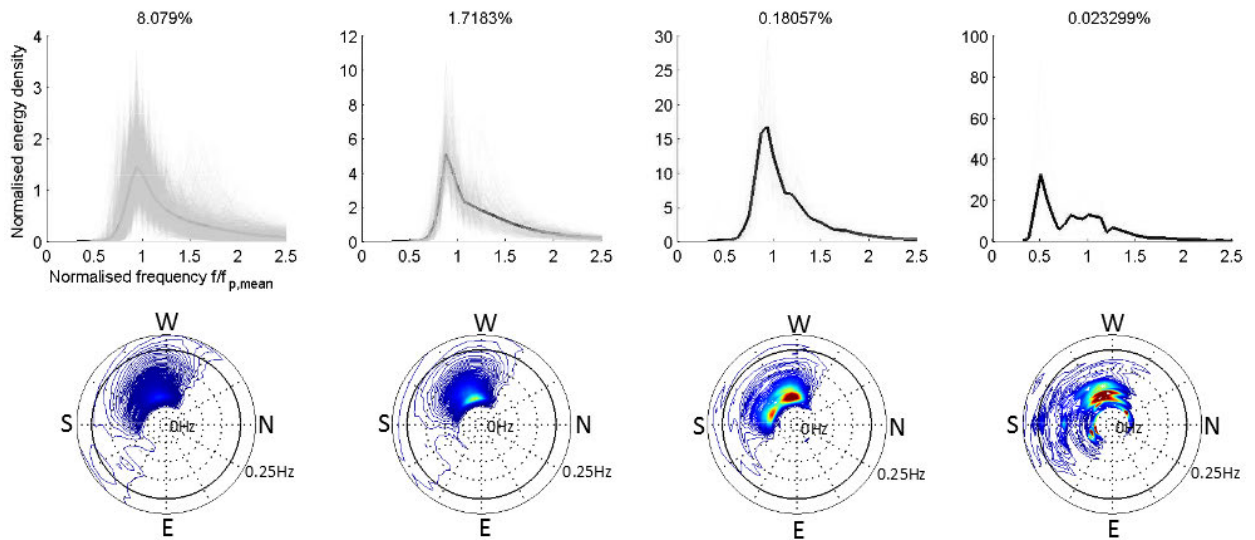 8.079%
1.7183%
0.18057%
0.023299%
Normalised energy density
4
3
2
1
0
0 0.5 1 1.5 2 2.5
Normalised frequency f/f p,mean
12
10
8
6
4
2
0
0 0.5 1 1.5 2 2.5
30
25
20
15
10
5
0
0 0.5 1 1.5 2 2.5
100
80
60
40
20
0
0 0.5 1 1.5 2 2.5
W
S 0Hz N
0.25Hz
E
W
S 0Hz N
0.25Hz
E
W
S 0Hz N
0.25Hz
E
W
S 0Hz N
0.25Hz
E